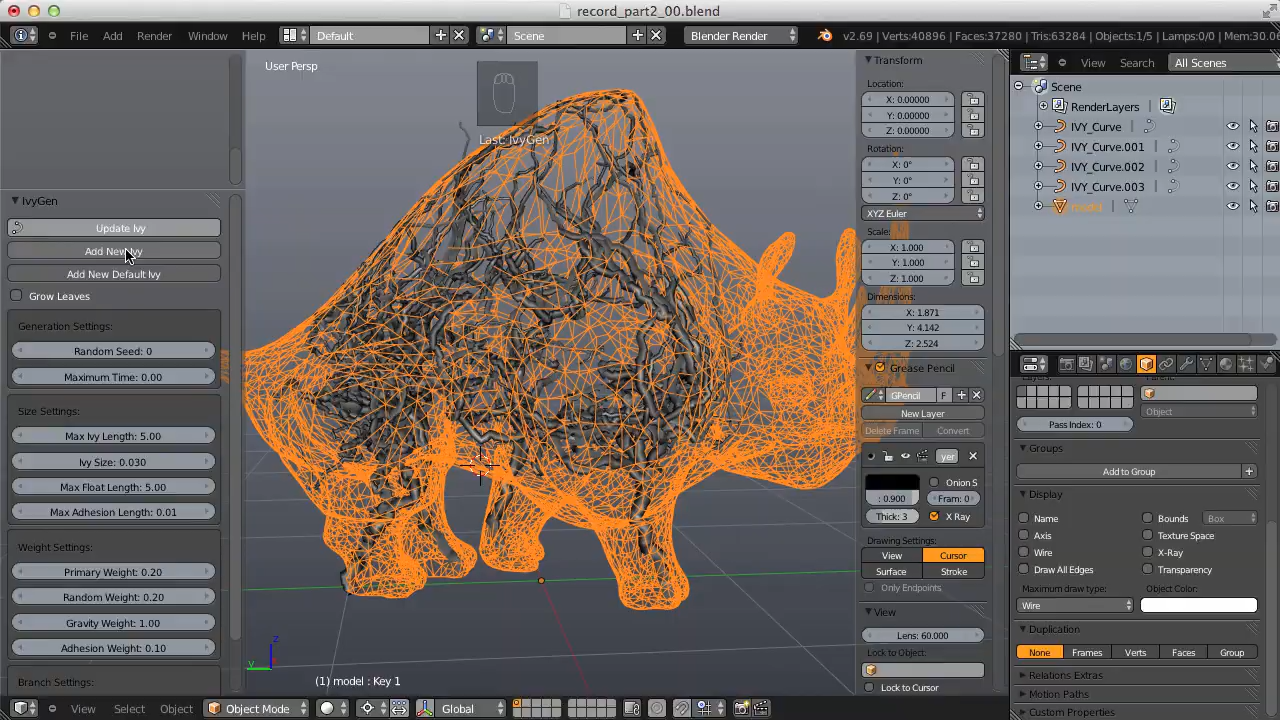 record_part2_00.blend
File Add Render Window Help Default Scene Blender Render v2.69 | Verts:40896 | Faces:37280 | Tris:63284 | Objects:1/5 | Lamps:0/0 | Mem:30.0
User Persp
Last: IvyGen
IvyGen
Update Ivy
Add New Ivy
Add New Default Ivy
Grow Leaves
Generation Settings:
Random Seed: 0
Maximum Time: 0.00
Size Settings:
Max Ivy Length: 5.00
Ivy Size: 0.030
Max Float Length: 5.00
Max Adhesion Length: 0.01
Weight Settings:
Primary Weight: 0.20
Random Weight: 0.20
Gravity Weight: 1.00
Adhesion Weight: 0.10
Branch Settings:
z
y
(1) model : Key 1
View Select Object Object Mode Global
Transform
Location:
X: 0.00000
Y: 0.00000
Z: 0.00000
Rotation:
X: 0°
Y: 0°
Z: 0°
XYZ Euler
Scale:
X: 1.000
Y: 1.000
Z: 1.000
Dimensions:
X: 1.871
Y: 4.142
Z: 2.524
Grease Pencil
GPencil F
New Layer
Delete Frame Convert
yer
Onion S
: 0.900 Fram: 0
Thick: 3 X Ray
Drawing Settings:
View Cursor
Surface Stroke
Only Endpoints
View
Lens: 60.000
Lock to Object:
Lock to Cursor
View Search All Scenes
Scene
RenderLayers
IVY_Curve
IVY_Curve.001
IVY_Curve.002
IVY_Curve.003
model
Object
Pass Index: 0
Groups
Add to Group
Display
Name Bounds Box
Axis Texture Space
Wire X-Ray
Draw All Edges Transparency
Maximum draw type: Object Color:
Wire
Duplication
None Frames Verts Faces Group
Relations Extras
Motion Paths
Custom Properties